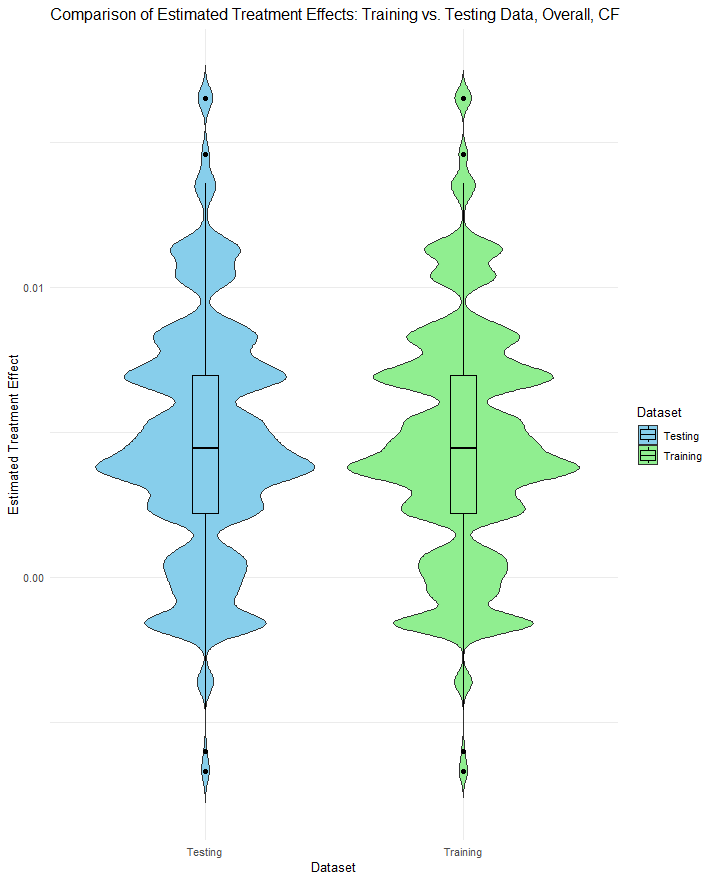 Comparison of Estimated Treatment Effects: Training vs. Testing Data, Overall, CF
Estimated Treatment Effect
0.01
0.00
Testing
Training
Dataset
Dataset
Testing
Training